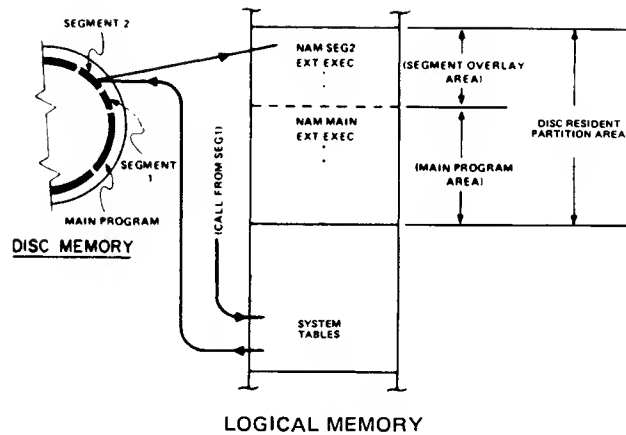 SEGMENT 2
SEGMENT
1
MAIN PROGRAM
DISC MEMORY
(CALL FROM SEG1)
NAM SEG2
EXT EXEC
NAM MAIN
EXT EXEC
SYSTEM
TABLES
(SEGMENT OVERLAY
AREA)
(MAIN PROGRAM
AREA)
DISC RESIDENT
PARTITION AREA
LOGICAL MEMORY